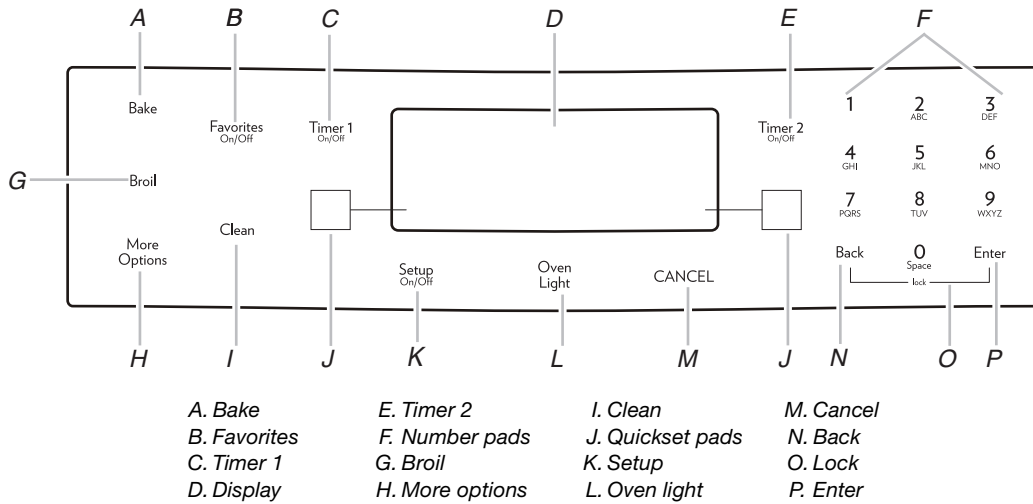 A B C D E F
Bake
Favorites
On/Off
Timer 1
On/Off
Timer 2
On/Off
1 2 3
ABC DEF
4 5 6
GHI JKL MNO
7 8 9
PQRS TUV WXYZ
G
Broil
Clean
More
Options
Setup
On/Off
Oven
Light
CANCEL
Back 0 Enter
Space
lock
H I J K L M J N O P
A. Bake
B. Favorites
C. Timer 1
D. Display
E. Timer 2
F. Number pads
G. Broil
H. More options
I. Clean
J. Quickset pads
K. Setup
L. Oven light
M. Cancel
N. Back
O. Lock
P. Enter